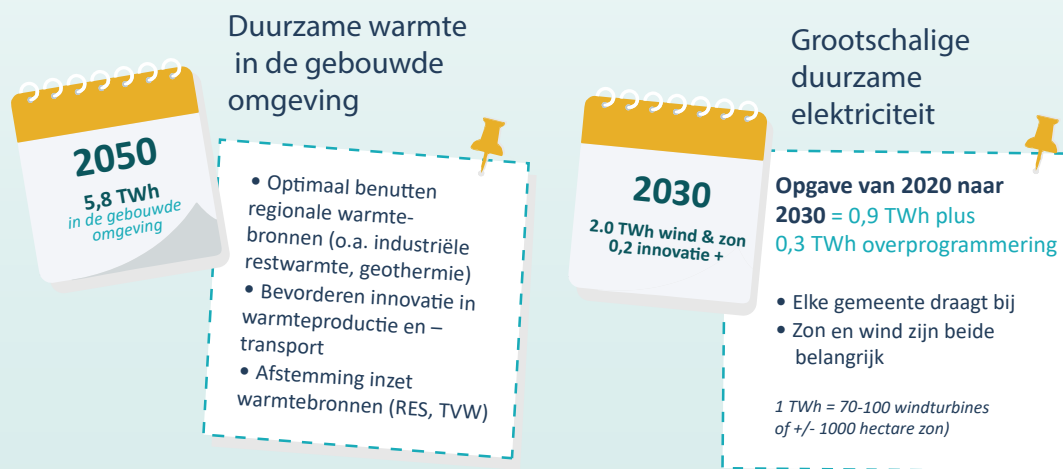 Duurzame warmte
in de gebouwde
omgeving
2050
5,8 TWh
in de gebouwde
omgeving
• Optimaal benutten
regionale warmte-
bronnen (o.a. industriële
restwarmte, geothermie)
• Bevorderen innovatie in
warmteproductie en –
transport
• Afstemming inzet
warmtebronnen (RES, TVW)
Grootschalige
duurzame
elektriciteit
2030
2.0 TWh wind & zon
0,2 innovatie +
Opgave van 2020 naar
2030 = 0,9 TWh plus
0,3 TWh overprogrammering
• Elke gemeente draagt bij
• Zon en wind zijn beide
belangrijk
1 TWh = 70-100 windturbines
of +/- 1000 hectare zon)